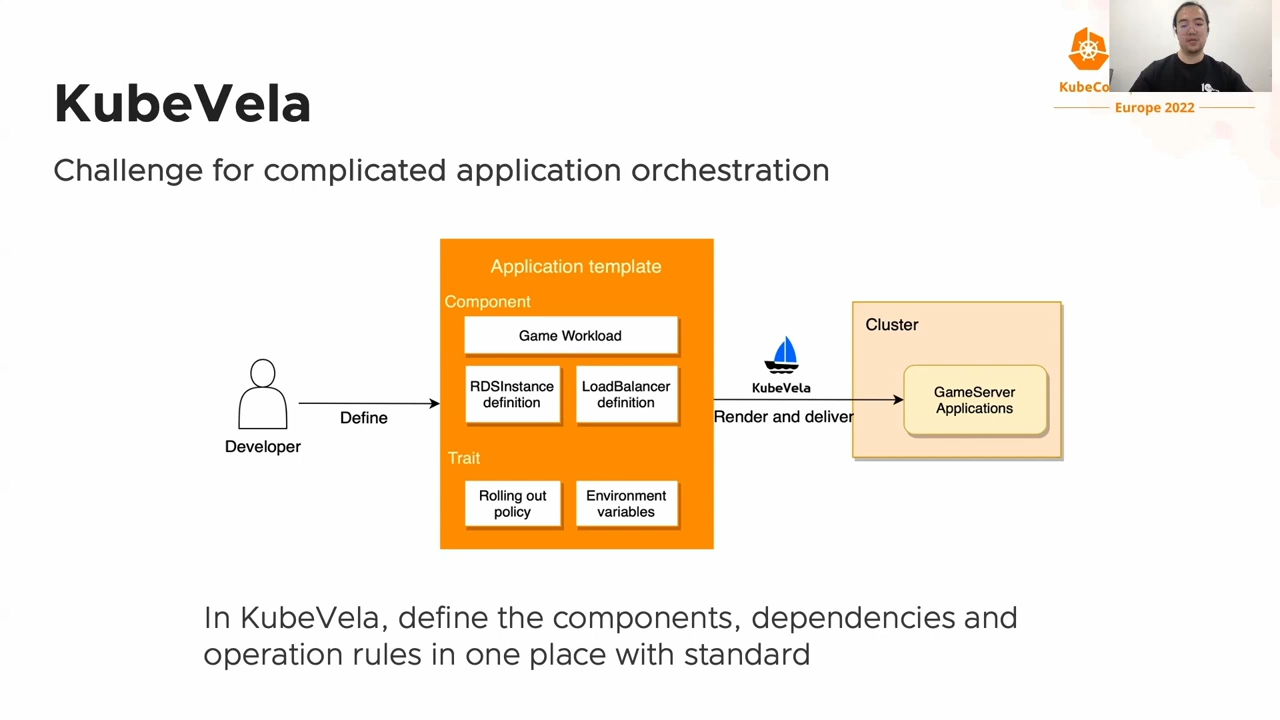 KubeVela
Challenge for complicated application orchestration
KubeCo
Europe 2022
Developer
Define
Application template
Component
Game Workload
RDSInstance
definition
LoadBalancer
definition
Trait
Rolling out
policy
Environment
variables
KubeVela
Render and deliver
Cluster
GameServer
Applications
In KubeVela, define the components, dependencies and
operation rules in one place with standard